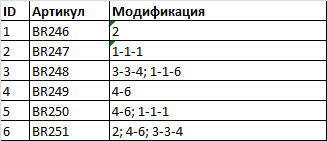 ID Артикул Модификация
1 BR246 2
2 BR247 1-1-1
3 BR248 3-3-4; 1-1-6
4 BR249 4-6
5 BR250 4-6; 1-1-1
6 BR251 2; 4-6; 3-3-4